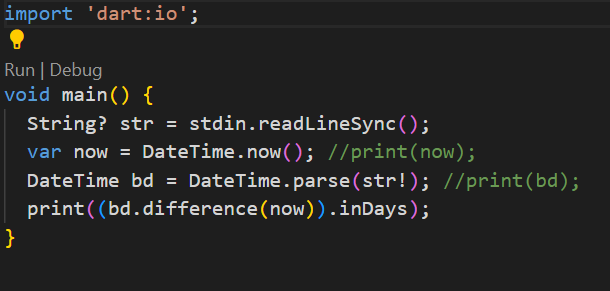 import 'dart:io';
Run | Debug
void main() {
  String? str = stdin.readLineSync();
  var now = DateTime.now(); //print(now);
  DateTime bd = DateTime.parse(str!); //print(bd);
  print((bd.difference(now)).inDays);
}